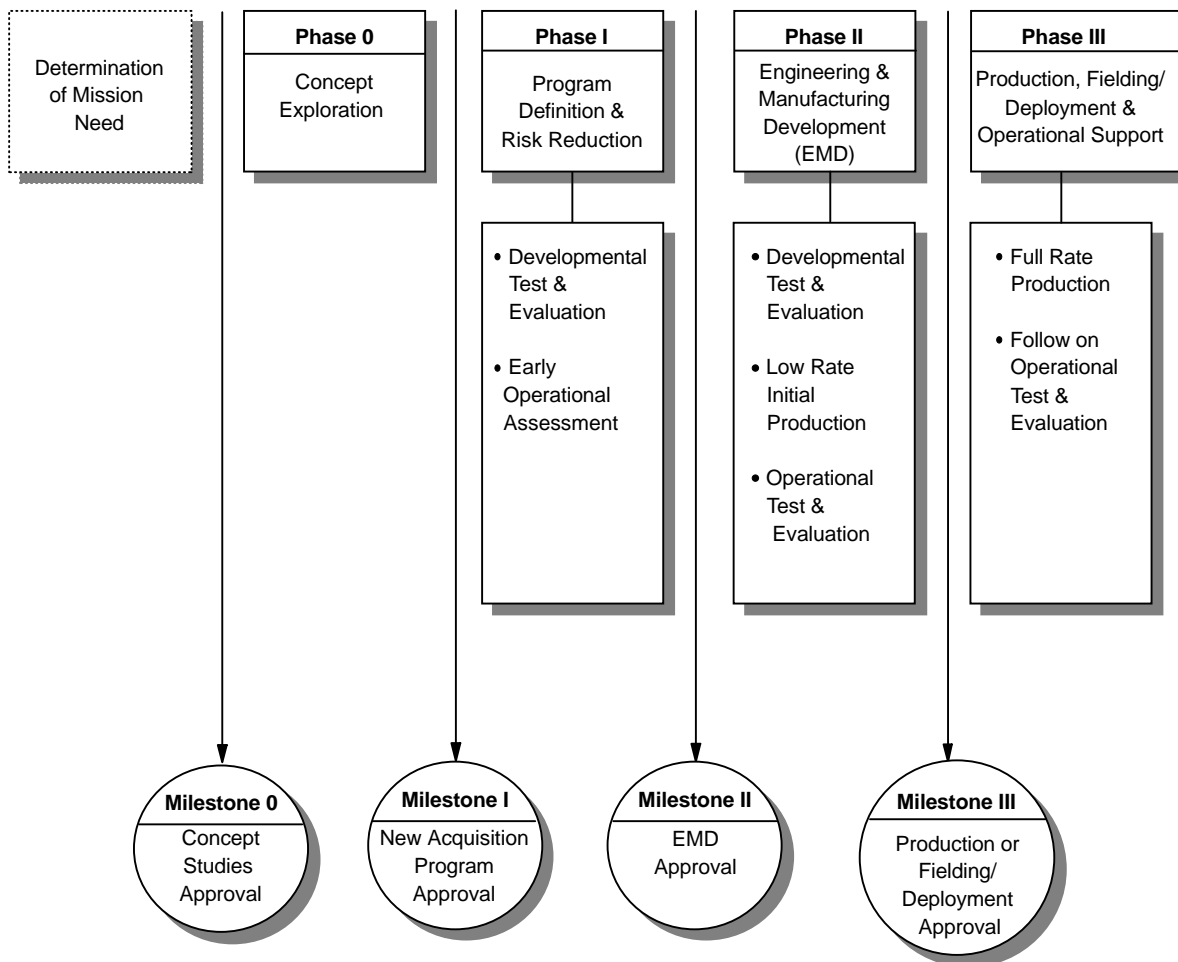 Determination
of Mission
Need
Phase 0
Concept
Exploration
Phase I
Program
Definition &
Risk Reduction
Phase II
Engineering &
Manufacturing
Development
(EMD)
Phase III
Production, Fielding/
Deployment &
Operational Support
• Developmental
Test &
Evaluation
• Early
Operational
Assessment
• Developmental
Test &
Evaluation
• Low Rate
Initial
Production
• Operational
Test &
Evaluation
• Full Rate
Production
• Follow on
Operational
Test &
Evaluation
Milestone 0
Concept
Studies
Approval
Milestone I
New Acquisition
Program
Approval
Milestone II
EMD
Approval
Milestone III
Production or
Fielding/
Deployment
Approval